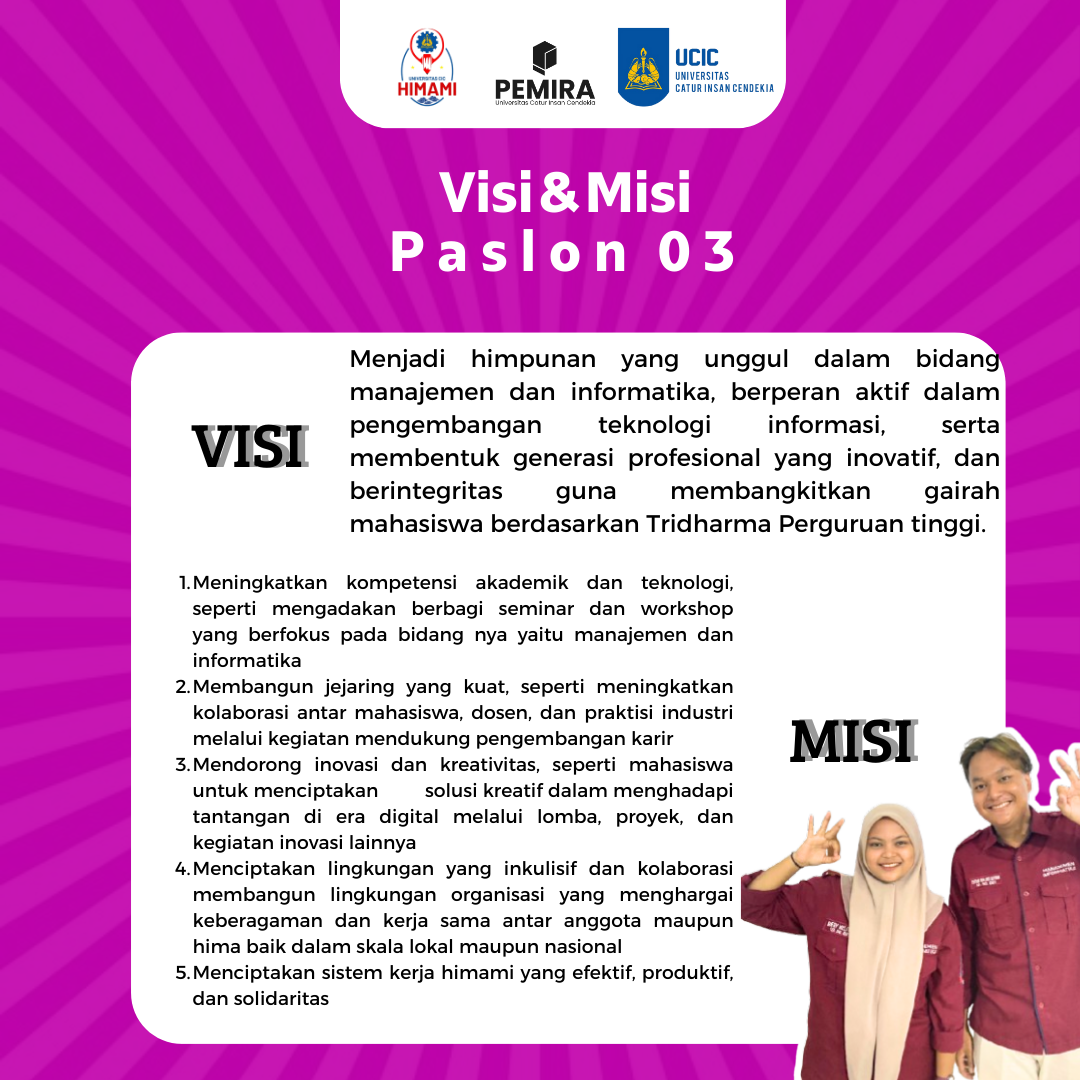 UNIVERSITAS CIC
HIMAMI
PEMIRA
Universitas Catur Insan Cendekia
UCIC
UNIVERSITAS
CATUR INSAN CENDEKIA
Visi & Misi
Paslon 03
VISI
Menjadi himpunan yang unggul dalam bidang
manajemen dan informatika, berperan aktif dalam
pengembangan teknologi informasi, serta
membentuk generasi profesional yang inovatif, dan
berintegritas guna membangkitkan gairah
mahasiswa berdasarkan Tridharma Perguruan tinggi.
1. Meningkatkan kompetensi akademik dan teknologi,
seperti mengadakan berbagi seminar dan workshop
yang berfokus pada bidang nya yaitu manajemen dan
informatika
2. Membangun jejaring yang kuat, seperti meningkatkan
kolaborasi antar mahasiswa, dosen, dan praktisi industri
melalui kegiatan mendukung pengembangan karir
3. Mendorong inovasi dan kreativitas, seperti mahasiswa
untuk menciptakan solusi kreatif dalam menghadapi
tantangan di era digital melalui lomba, proyek, dan
kegiatan inovasi lainnya
4. Menciptakan lingkungan yang inkulisif dan kolaborasi
membangun lingkungan organisasi yang menghargai
keberagaman dan kerja sama antar anggota maupun
hima baik dalam skala lokal maupun nasional
5. Menciptakan sistem kerja himami yang efektif, produktif,
dan solidaritas
MISI